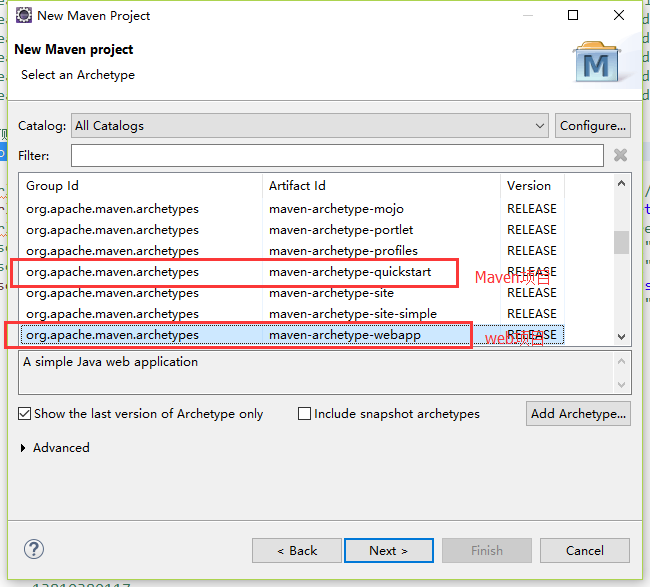 New Maven Project
New Maven project
Select an Archetype
M
Catalog: All Catalogs Configure...
Filter:
Group Id Artifact Id Version
org.apache.maven.archetypes maven-archetype-mojo RELEASE
org.apache.maven.archetypes maven-archetype-portlet RELEASE
org.apache.maven.archetypes maven-archetype-profiles RELEASE
org.apache.maven.archetypes maven-archetype-quickstart RELEASE
Maven项目
org.apache.maven.archetypes maven-archetype-site RELEASE
org.apache.maven.archetypes maven-archetype-site-simple RELEASE
org.apache.maven.archetypes maven-archetype-webapp RELEASE
web项目
A simple Java web application
Show the last version of Archetype only Include snapshot archetypes Add Archetype...
Advanced
? < Back Next > Finish Cancel